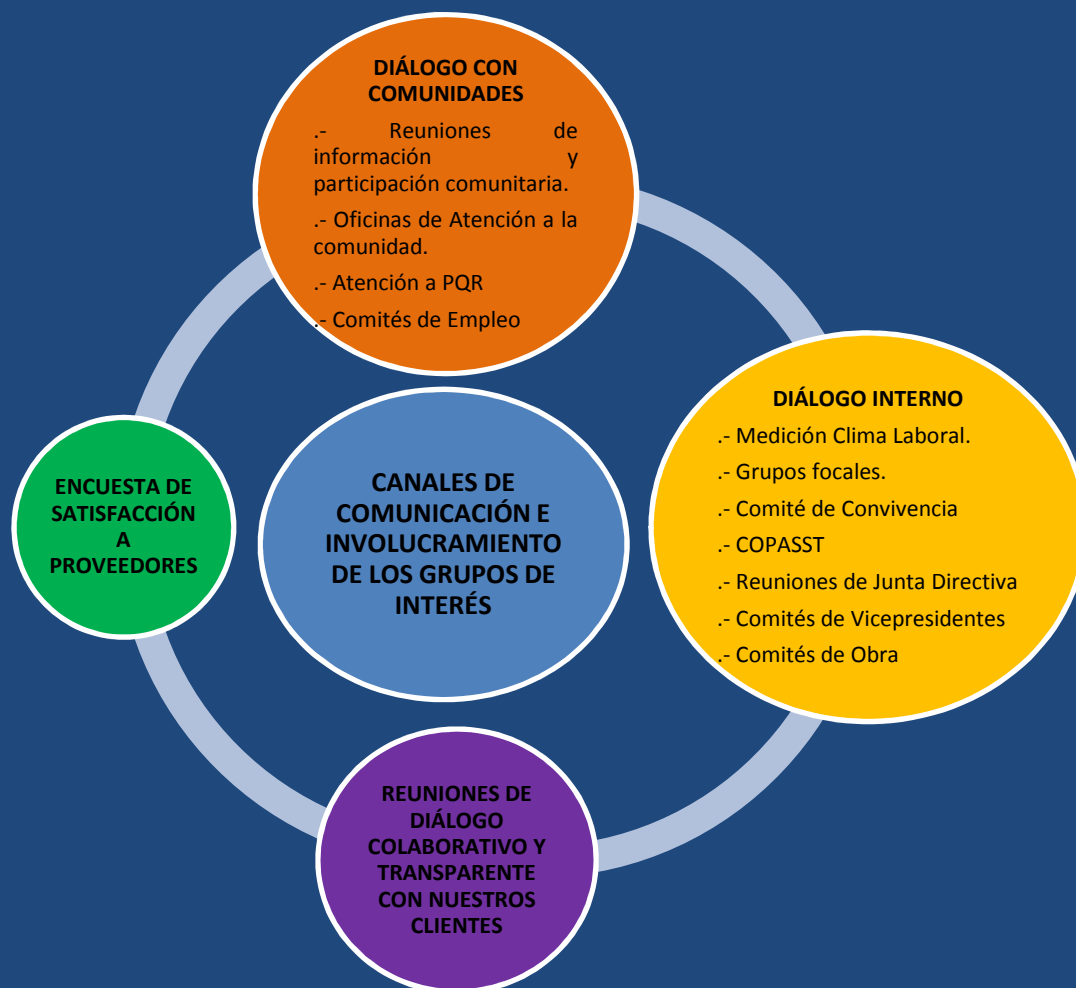 DIÁLOGO CON
COMUNIDADES
.- Reuniones de
información y
participación comunitaria.
.- Oficinas de Atención a la
comunidad.
.- Atención a PQR
.- Comités de Empleo
DIÁLOGO INTERNO
.- Medición Clima Laboral.
.- Grupos focales.
.- Comité de Convivencia
.- COPASST
.- Reuniones de Junta Directiva
.- Comités de Vicepresidentes
.- Comités de Obra
CANALES DE
COMUNICACIÓN E
INVOLUCRAMIENTO
DE LOS GRUPOS DE
INTERÉS
ENCUESTA DE
SATISFACCIÓN
A
PROVEEDORES
REUNIONES DE
DIÁLOGO
COLABORATIVO Y
TRANSPARENTE
CON NUESTROS
CLIENTES